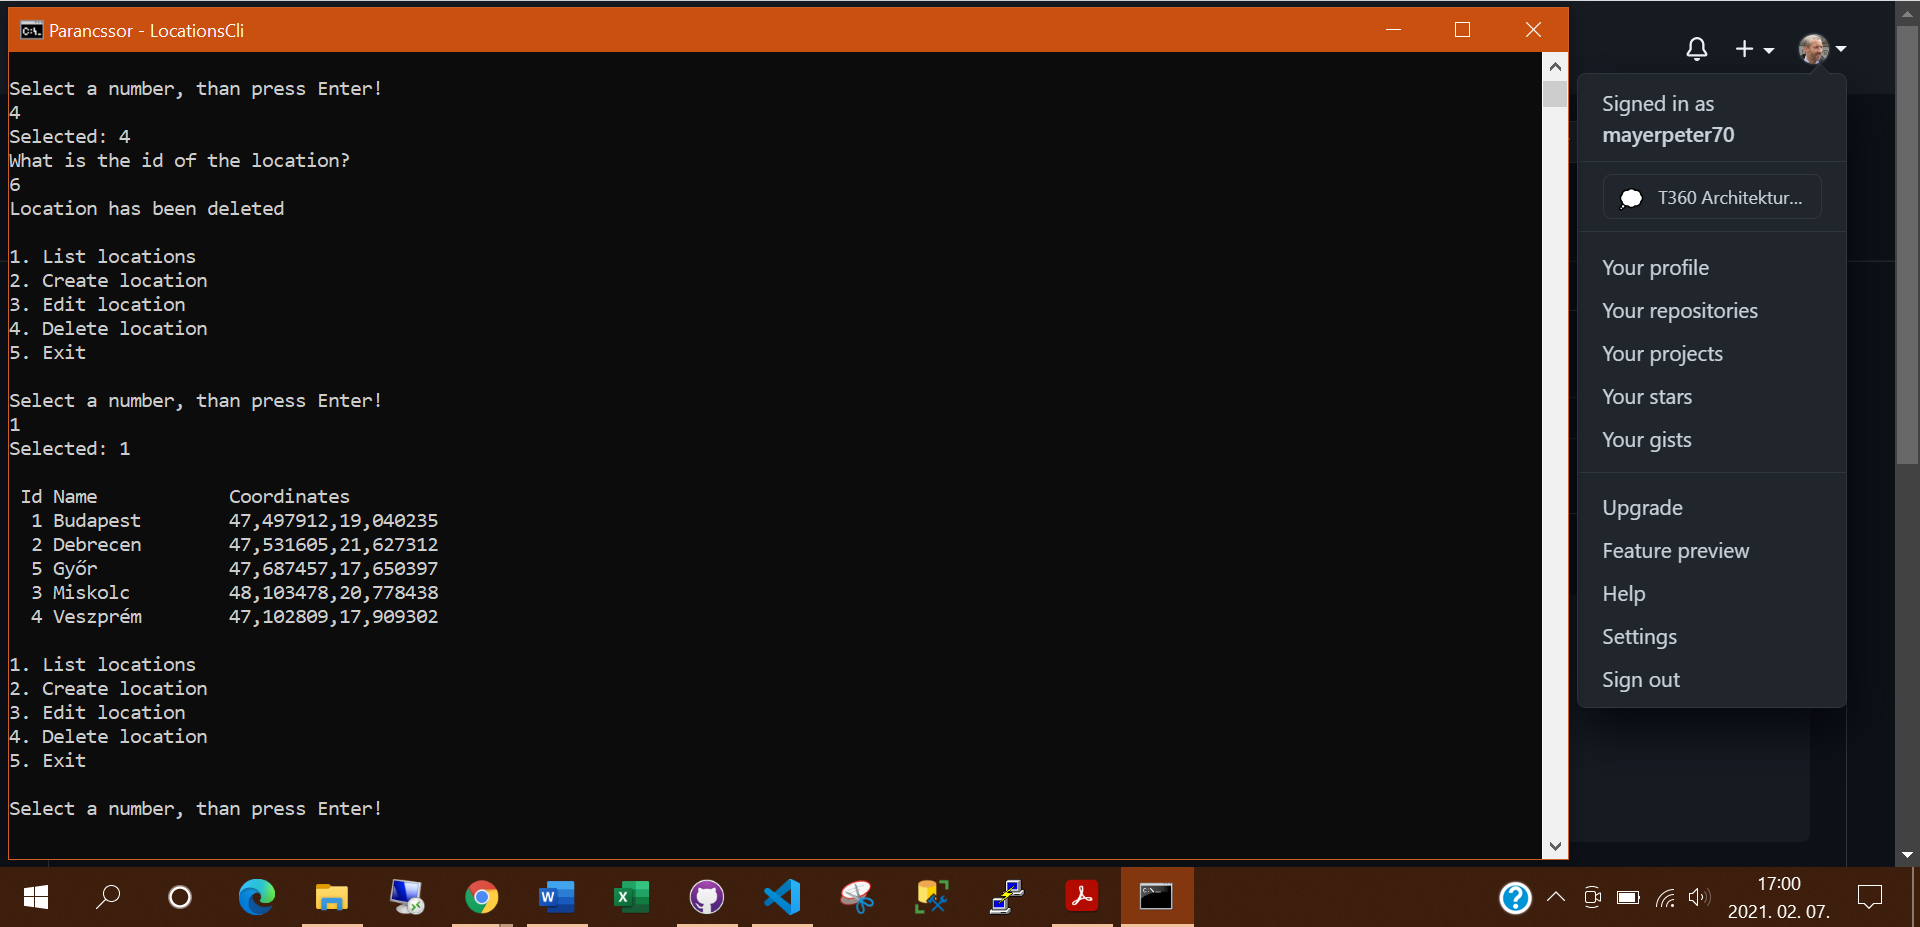 Parancssor - LocationsCli
Select a number, than press Enter!
4
Selected: 4
What is the id of the location?
6
Location has been deleted
1. List locations
2. Create location
3. Edit location
4. Delete location
5. Exit
Select a number, than press Enter!
1
Selected: 1
Id Name Coordinates
1 Budapest 47,497912,19,040235
2 Debrecen 47,531605,21,627312
5 Győr 47,687457,17,650397
3 Miskolc 48,103478,20,778438
4 Veszprém 47,102809,17,909302
1. List locations
2. Create location
3. Edit location
4. Delete location
5. Exit
Select a number, than press Enter!
Signed in as
mayerpeter70
T360 Architektur...
Your profile
Your repositories
Your projects
Your stars
Your gists
Upgrade
Feature preview
Help
Settings
Sign out
17:00
2021. 02. 07.